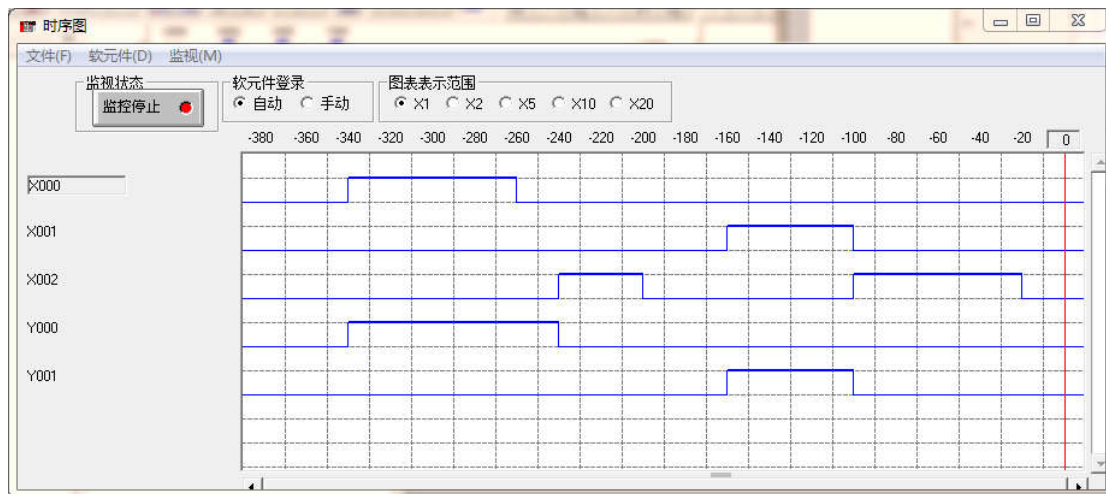 时序图
文件(F) 软元件(D) 监视(M)
监视状态 软元件登录 图表表示范围
监控停止 自动 手动 X1 X2 X5 X10 X20
-380 -360 -340 -320 -300 -280 -260 -240 -220 -200 -180 -160 -140 -120 -100 -80 -60 -40 -20 0
X000
X001
X002
Y000
Y001